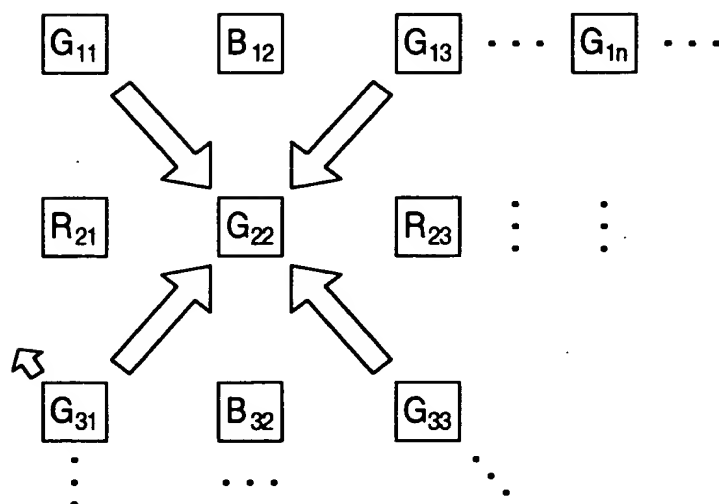 G₁₁ B₁₂ G₁₃ ··· G₁ₙ ···
R₂₁ G₂₂ R₂₃
G₃₁ B₃₂ G₃₃